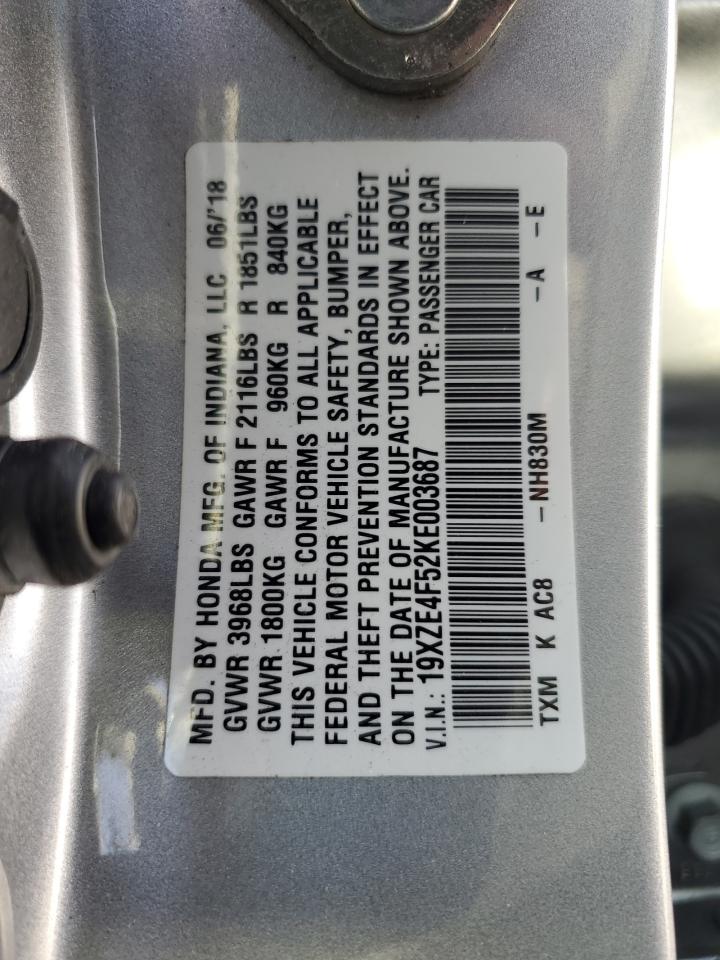 MFD. BY HONDA MFG. OF INDIANA, LLC 06/'18
GVWR 3968LBS GAWR F 2116LBS R 1851LBS
GVWR 1800KG GAWR F 960KG R 840KG
THIS VEHICLE CONFORMS TO ALL APPLICABLE
FEDERAL MOTOR VEHICLE SAFETY, BUMPER,
AND THEFT PREVENTION STANDARDS IN EFFECT
ON THE DATE OF MANUFACTURE SHOWN ABOVE.
V.I.N.: 19XZE4F52KE003687 TYPE: PASSENGER CAR
TXM K AC8 -NH830M -A -E